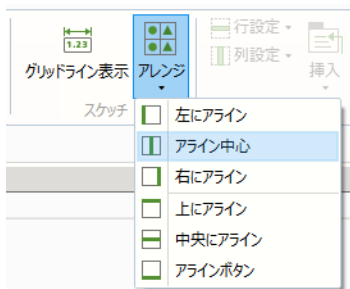 1.23
グリッドライン表示
アレンジ
行設定
列設定
挿入
スケッチ
左にアライン
アライン中心
右にアライン
上にアライン
中央にアライン
アラインボタン